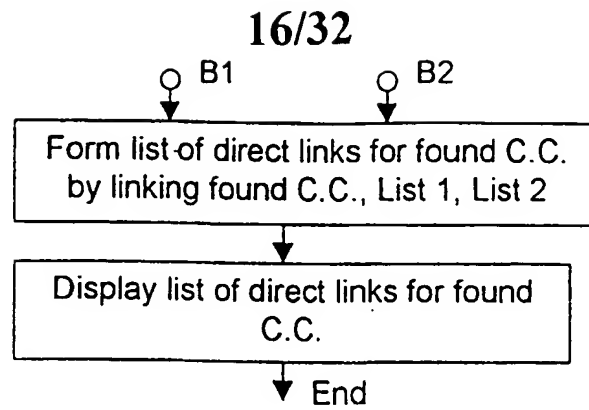 16/32
B1 B2
Form list of direct links for found C.C.
by linking found C.C., List 1, List 2
Display list of direct links for found
C.C.
End